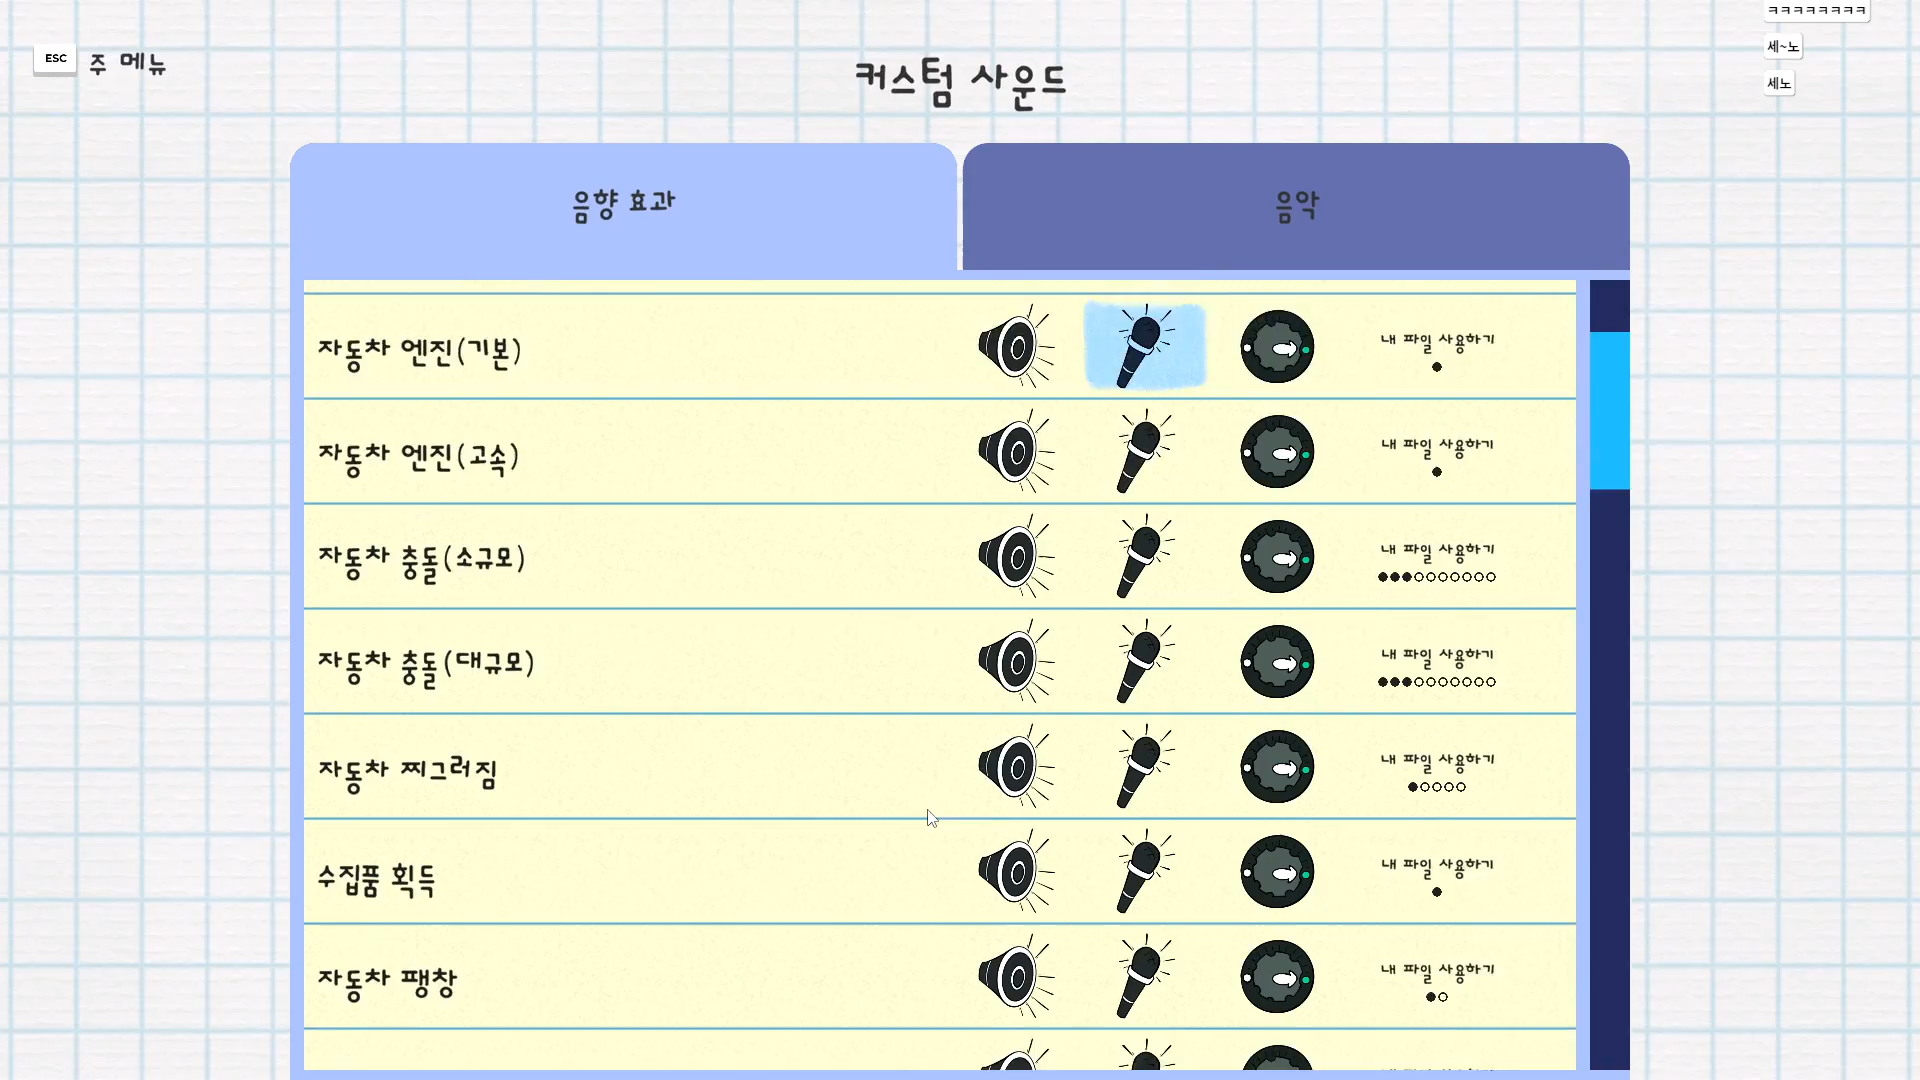 ㅋㅋㅋㅋㅋㅋㅋㅋ
세~노
세노
ESC 주 메뉴
커스텀 사운드
음향 효과
음악
자동차 엔진(기본)
내 파일 사용하기
자동차 엔진(고속)
내 파일 사용하기
자동차 충돌(소규모)
내 파일 사용하기
자동차 충돌(대규모)
내 파일 사용하기
자동차 찌그러짐
내 파일 사용하기
수집품 획득
내 파일 사용하기
자동차 팽창
내 파일 사용하기